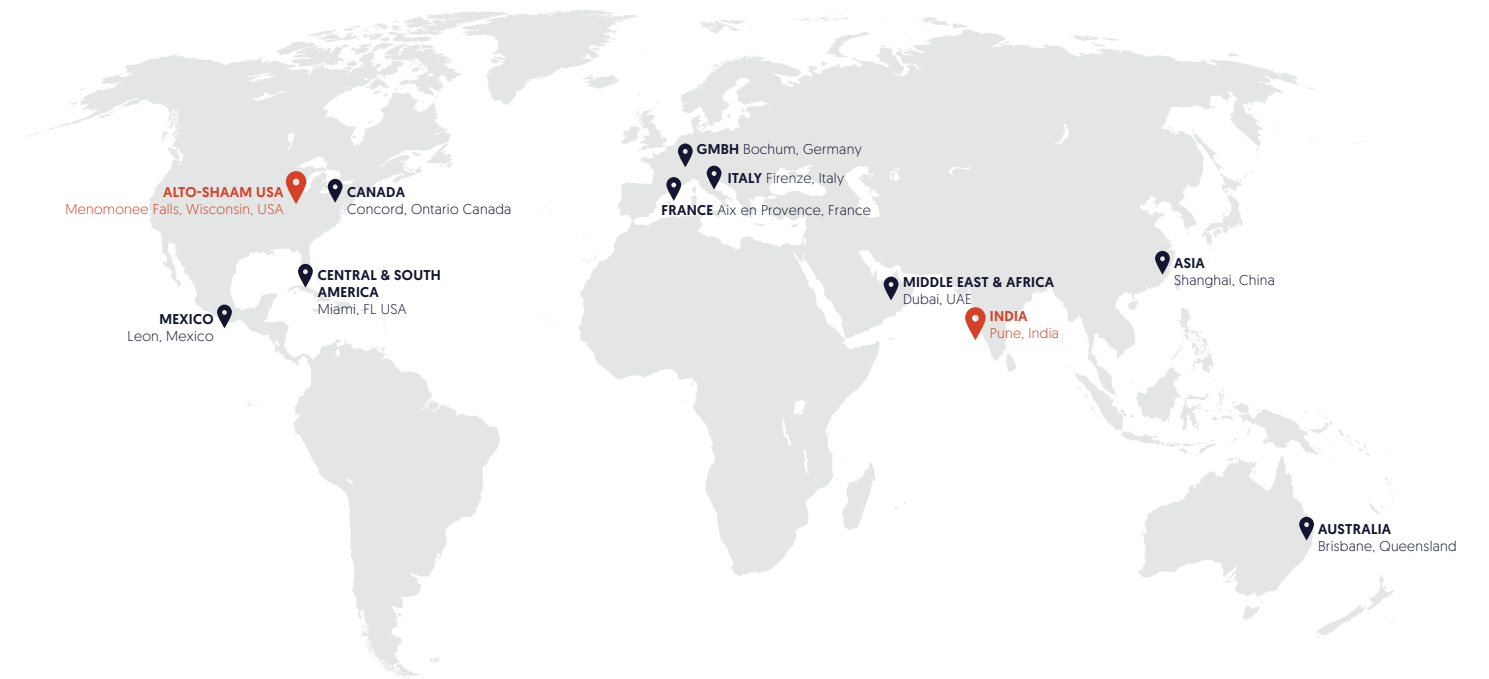 GMBH Bochum, Germany
ITALY Firenze, Italy
ALTO-SHAAM USA
Menomonee Falls, Wisconsin, USA
CANADA
Concord, Ontario Canada
FRANCE Aix en Provence, France
ASIA
Shanghai, China
CENTRAL & SOUTH
AMERICA
Miami, FL USA
MIDDLE EAST & AFRICA
Dubai, UAE
MEXICO
Leon, Mexico
INDIA
Pune, India
AUSTRALIA
Brisbane, Queensland